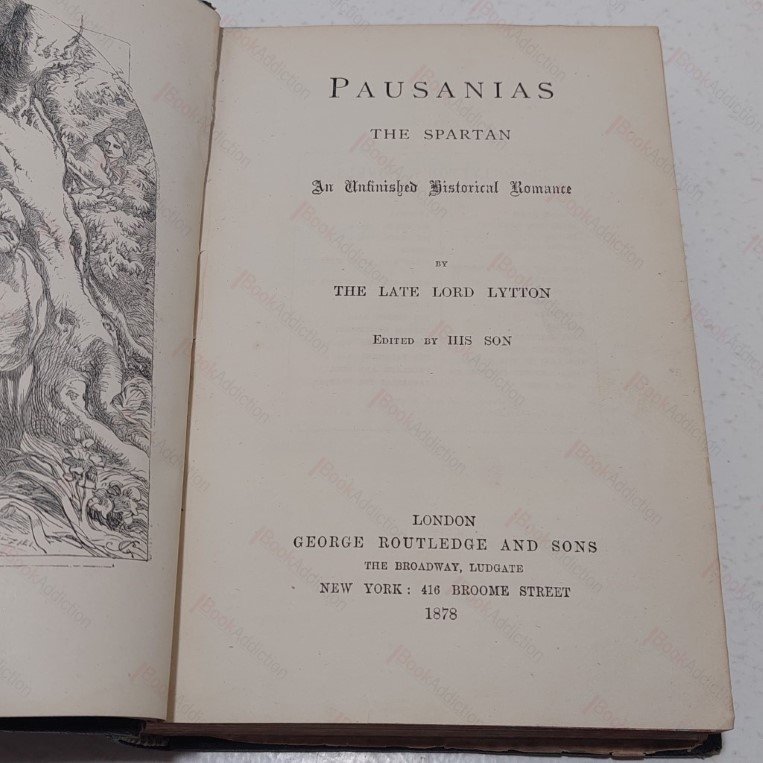 PAUSANIAS
THE SPARTAN
An Unfinished Historical Romance
BY
THE LATE LORD LYTTON
EDITED BY HIS SON
LONDON
GEORGE ROUTLEDGE AND SONS
THE BROADWAY, LUDGATE
NEW YORK: 416 BROOME STREET
1878
iBookAddiction